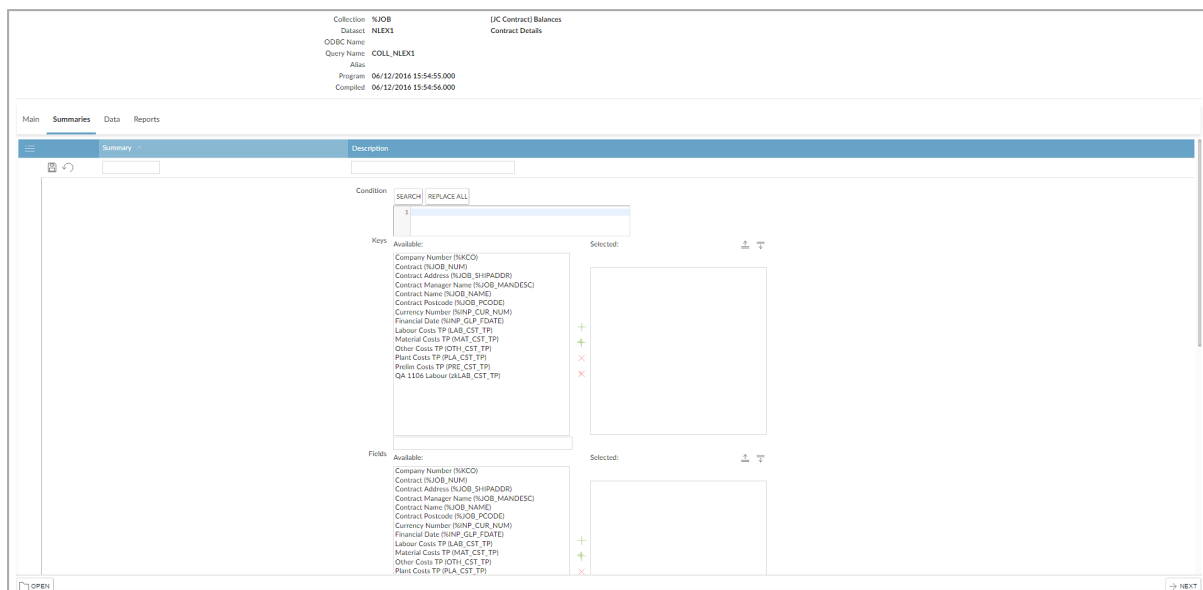 Collection %JOB [JC Contract] Balances
Dataset NLEX1 Contract Details
ODBC Name
Query Name COLL_NLEX1
Alias
Program 06/12/2016 15:54:55.000
Compiled 06/12/2016 15:54:56.000
Main Summaries Data Reports
Summary Description
Condition SEARCH REPLACE ALL
1
Keys Available: Selected:
Company Number (%KCO)
Contract (%JOB_NUM)
Contract Address (%JOB_SHIPADDR)
Contract Manager Name (%JOB_MANDESC)
Contract Name (%JOB_NAME)
Contract Postcode (%JOB_PCODE)
Currency Number (%INP_CUR_NUM)
Financial Date (%INP_GLP_FDATE)
Labour Costs TP (LAB_CST_TP)
Material Costs TP (MAT_CST_TP)
Other Costs TP (OTH_CST_TP)
Plant Costs TP (PLA_CST_TP)
Prelim Costs TP (PRE_CST_TP)
QA 1106 Labour (zkLAB_CST_TP)
Fields Available: Selected:
Company Number (%KCO)
Contract (%JOB_NUM)
Contract Address (%JOB_SHIPADDR)
Contract Manager Name (%JOB_MANDESC)
Contract Name (%JOB_NAME)
Contract Postcode (%JOB_PCODE)
Currency Number (%INP_CUR_NUM)
Financial Date (%INP_GLP_FDATE)
Labour Costs TP (LAB_CST_TP)
Material Costs TP (MAT_CST_TP)
Other Costs TP (OTH_CST_TP)
Plant Costs TP (PLA_CST_TP)
OPEN NEXT